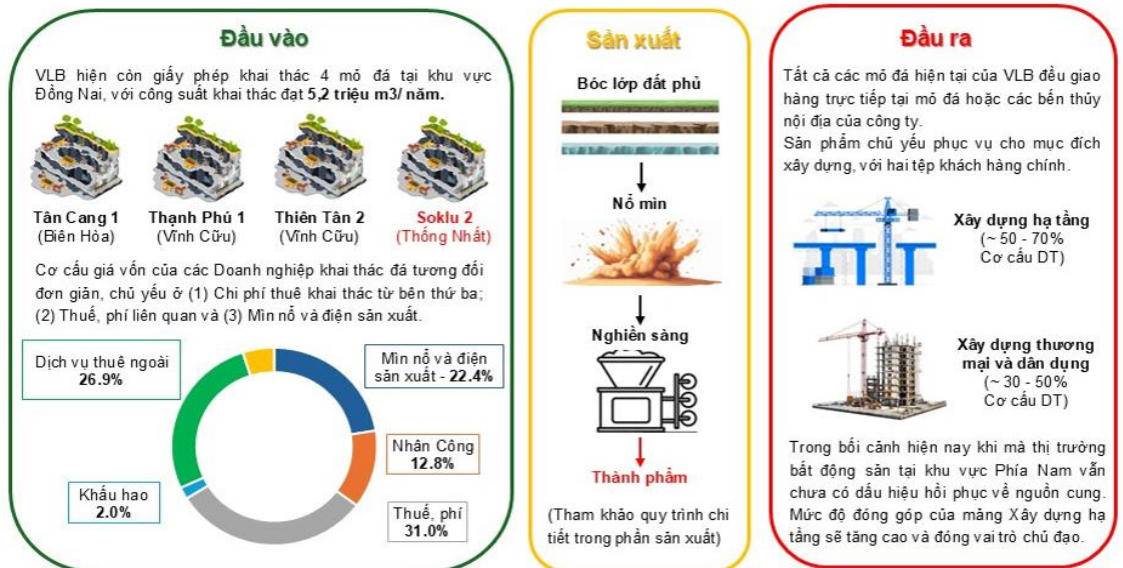 Đầu vào
VLB hiện còn giấy phép khai thác 4 mỏ đá tại khu vực
Đồng Nai, với công suất khai thác đạt 5,2 triệu m3/ năm.
Tân Cang 1
(Biên Hòa)
Thạnh Phú 1
(Vĩnh Cữu)
Thiên Tân 2
(Vĩnh Cữu)
Soklu 2
(Thống Nhất)
Cơ cấu giá vốn của các Doanh nghiệp khai thác đá tương đối
đơn giản, chủ yếu ở (1) Chi phí thuê khai thác từ bên thứ ba;
(2) Thuế, phí liên quan và (3) Mìn nổ và điện sản xuất.
Dịch vụ thuê ngoài
26.9%
Mìn nổ và điện
sản xuất - 22.4%
Nhân Công
12.8%
Khấu hao
2.0%
Thuế, phí
31.0%
Sản xuất
Bóc lớp đất phủ
Nổ mìn
Nghiền sàng
Thành phẩm
(Tham khảo quy trình chi
tiết trong phần sản xuất)
Đầu ra
Tất cả các mỏ đá hiện tại của VLB đều giao
hàng trực tiếp tại mỏ đá hoặc các bến thủy
nội địa của công ty.
Sản phẩm chủ yếu phục vụ cho mục đích
xây dựng, với hai tệp khách hàng chính.
Xây dựng hạ tầng
(~ 50 - 70%
Cơ cấu DT)
Xây dựng thương
mại và dân dụng
(~ 30 - 50%
Cơ cấu DT)
Trong bối cảnh hiện nay khi mà thị trường
bất động sản tại khu vực Phía Nam vẫn
chưa có dấu hiệu hồi phục về nguồn cung.
Mức độ đóng góp của mảng Xây dựng hạ
tầng sẽ tăng cao và đóng vai trò chủ đạo.